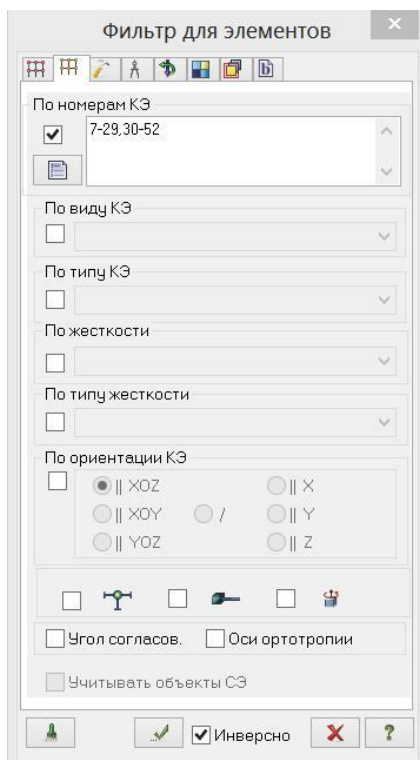 Фильтр для элементов
По номерам КЭ
7-29,30-52
По виду КЭ
По типу КЭ
По жесткости
По типу жесткости
По ориентации КЭ
|| XOZ || X
|| XOY / || Y
|| YOZ || Z
Угол согласов. Оси ортотропии
Учитывать объекты СЭ
Инверсно ?